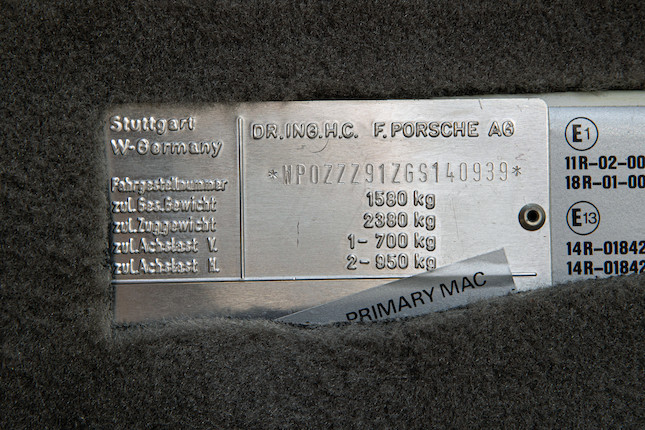 Stuttgart
W-Germany
DR.ING.H.C. F.PORSCHE AG
Fahrgestellnummer *WP0ZZZ91ZGS140939*
zul.Ges.Gewicht 1580 kg
zul.Zuggewicht 2380 kg
zul.Achslast V. 1- 700 kg
zul.Achslast H. 2- 950 kg
PRIMARY MAC
E1
11R-02-00
18R-01-00
E13
14R-01842
14R-01842